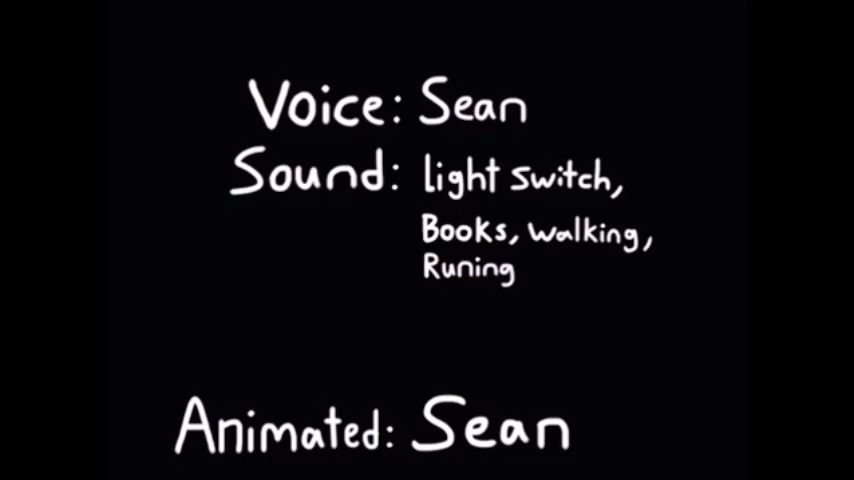 Voice: Sean
Sound: light switch,
Books, walking,
Runing
Animated: Sean